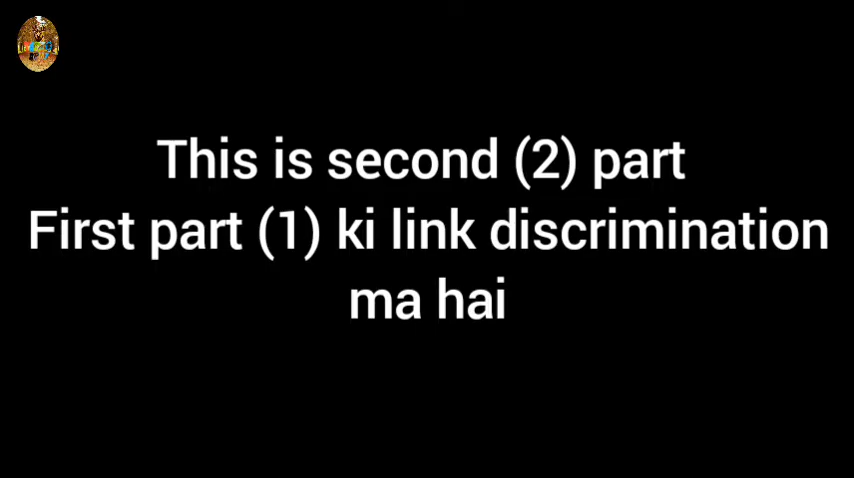 This is second (2) part
First part (1) ki link discrimination
ma hai